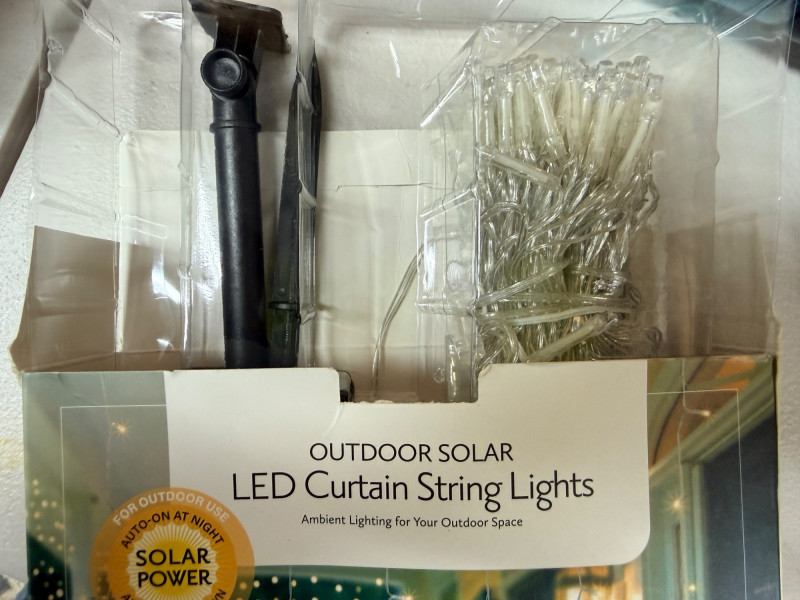 OUTDOOR SOLAR
LED Curtain String Lights
Ambient Lighting for Your Outdoor Space
FOR OUTDOOR USE
AUTO-ON AT NIGHT
SOLAR
POWER